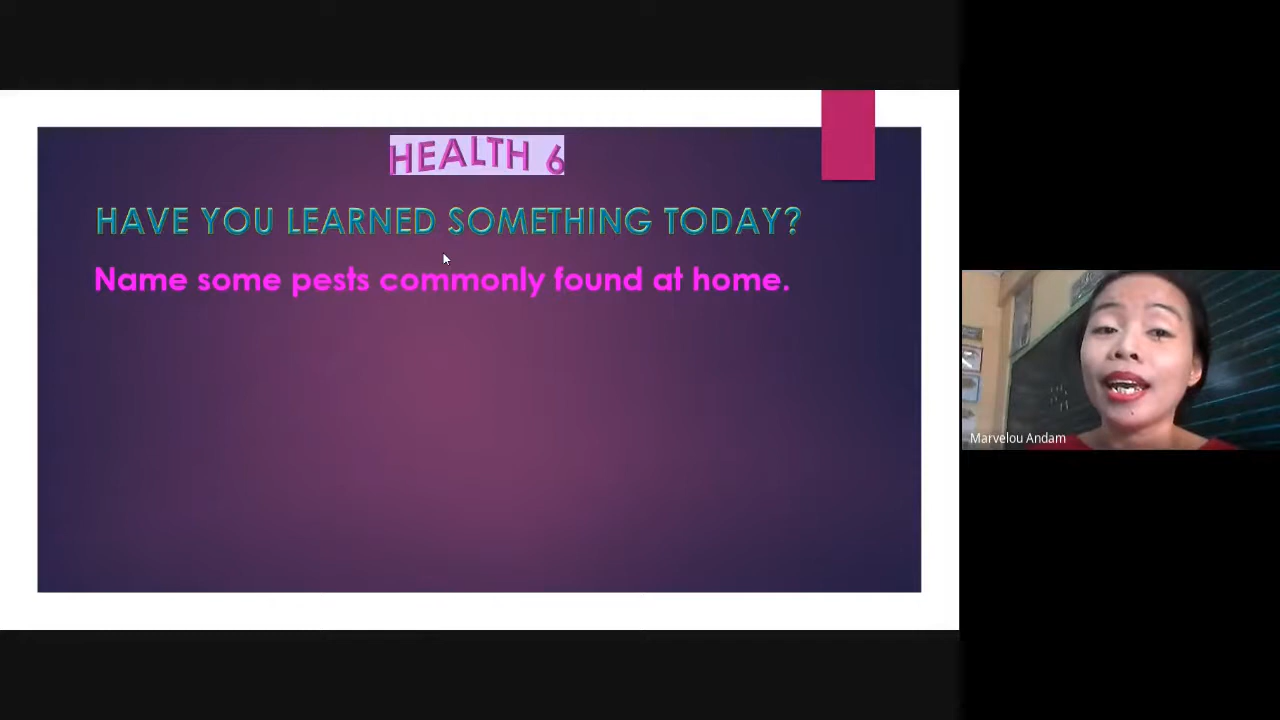 HEALTH 6
HAVE YOU LEARNED SOMETHING TODAY?
Name some pests commonly found at home.
Marvelou Andam